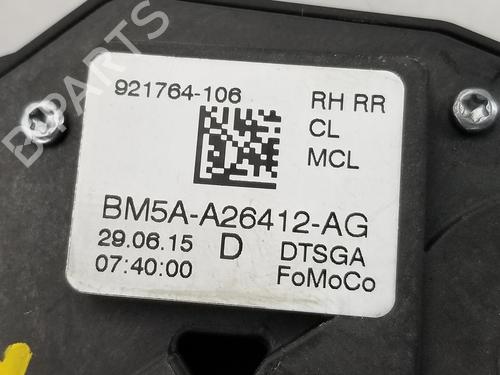 B-PARTS
921764-106 RH RR
CL
MCL
BM5A-A26412-AG
29.06.15 D DTSGA
07:40:00 FoMoCo